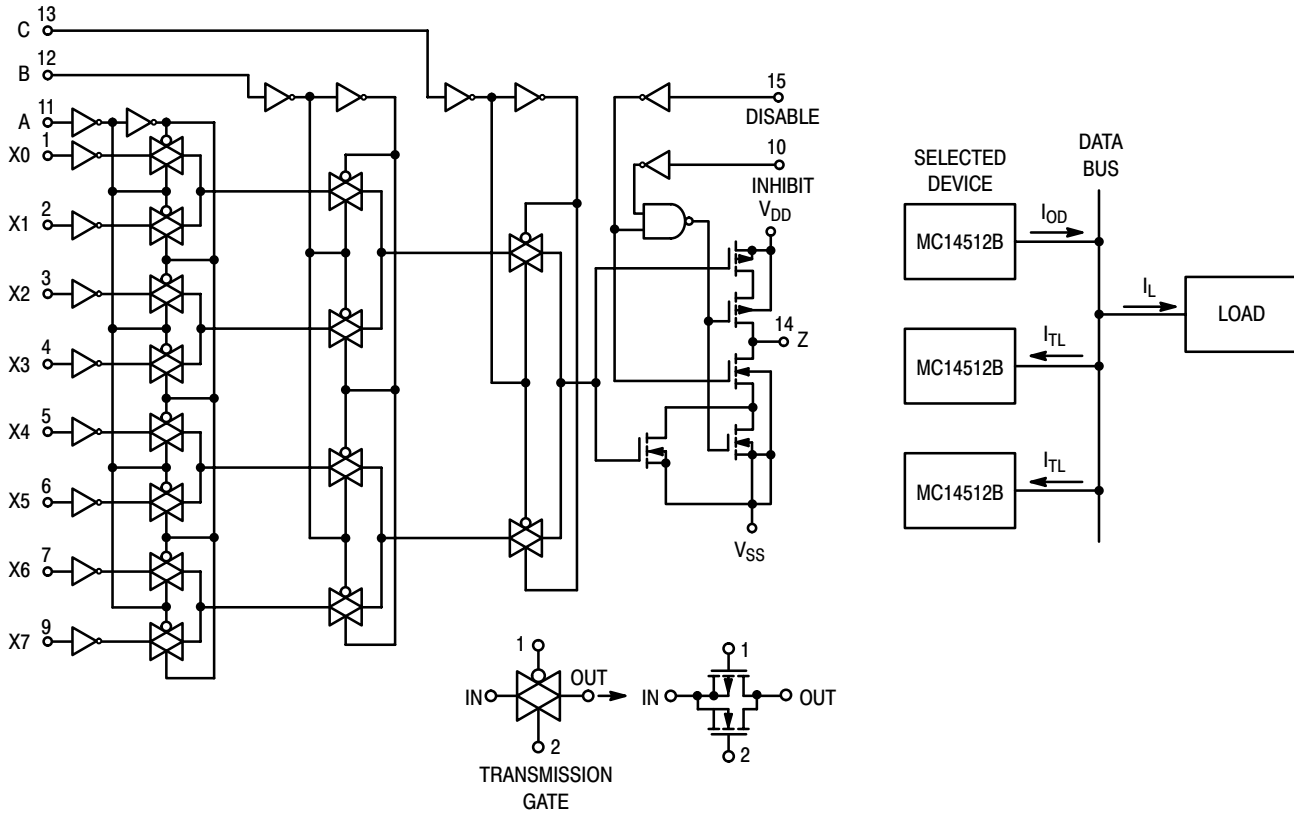 13
C
12
B
11
A
1
X0
2
X1
3
X2
4
X3
5
X4
6
X5
7
X6
9
X7
15
DISABLE
10
INHIBIT
VDD
14
Z
VSS
1
IN
OUT
2
TRANSMISSION
GATE
1
IN
OUT
2
SELECTED
DEVICE
DATA
BUS
MC14512B
IOD
IL
LOAD
MC14512B
ITL
MC14512B
ITL